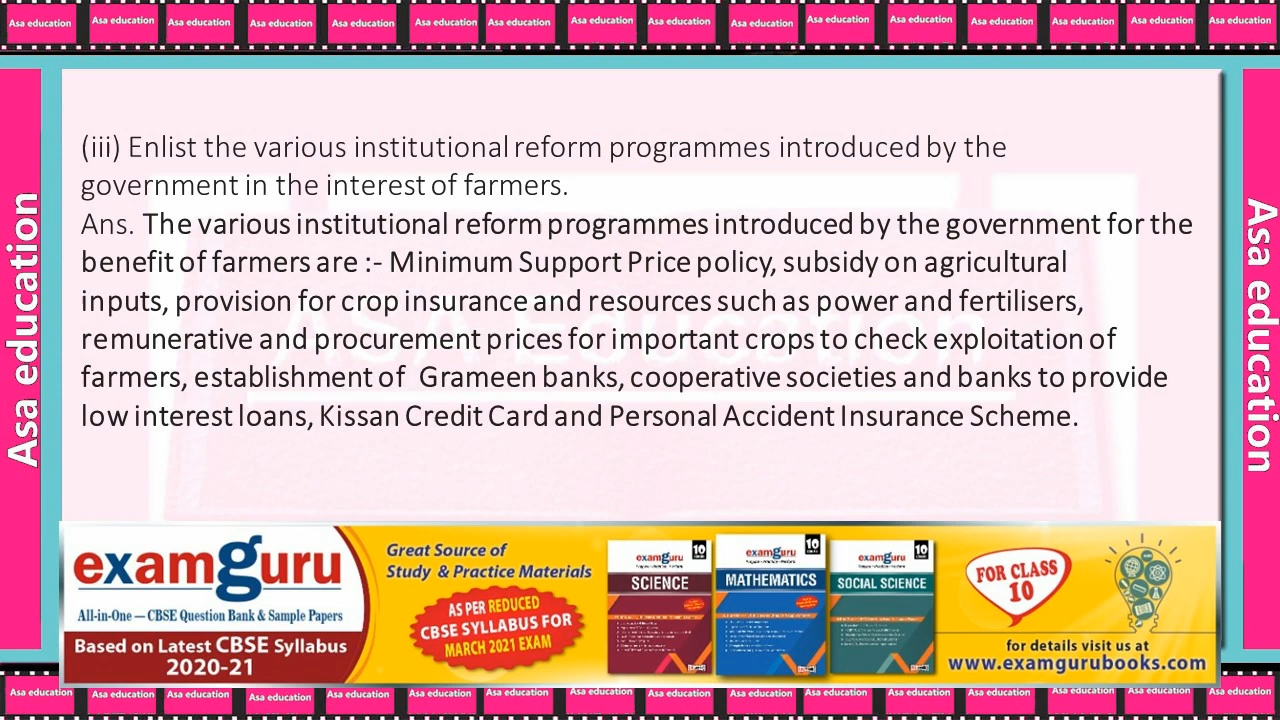 Asa education Asa education Asa education Asa education Asa education Asa education Asa education Asa education Asa education Asa education Asa education Asa education Asa education Asa education Asa education Asa education
Asa education
(iii) Enlist the various institutional reform programmes introduced by the
government in the interest of farmers.
Ans. The various institutional reform programmes introduced by the government for the
benefit of farmers are :- Minimum Support Price policy, subsidy on agricultural
inputs, provision for crop insurance and resources such as power and fertilisers,
remunerative and procurement prices for important crops to check exploitation of
farmers, establishment of Grameen banks, cooperative societies and banks to provide
low interest loans, Kissan Credit Card and Personal Accident Insurance Scheme.
Asa education
examguru
All-in-One — CBSE Question Bank & Sample Papers
Based on Latest CBSE Syllabus
2020-21
Great Source of
Study & Practice Materials
AS PER REDUCED
CBSE SYLLABUS FOR
MARCH 2021 EXAM
examguru
10
SCIENCE
examguru
10
MATHEMATICS
examguru
10
SOCIAL SCIENCE
FOR CLASS
10
for details visit us at
www.examgurubooks.com
Asa education Asa education Asa education Asa education Asa education Asa education Asa education Asa education Asa education Asa education Asa education Asa education Asa education Asa education Asa education Asa education